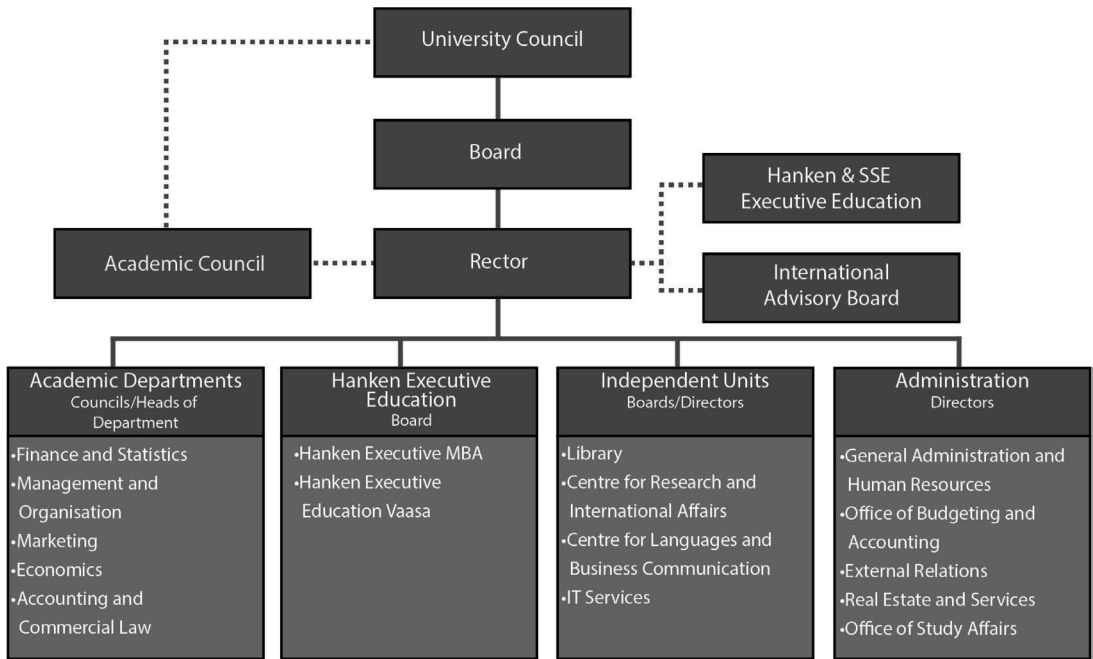 University Council
Board
Hanken & SSE
Executive Education
Academic Council
Rector
International
Advisory Board
Academic Departments
Councils/Heads of
Department
•Finance and Statistics
•Management and
Organisation
•Marketing
•Economics
•Accounting and
Commercial Law
Hanken Executive
Education
Board
•Hanken Executive MBA
•Hanken Executive
Education Vaasa
Independent Units
Boards/Directors
•Library
•Centre for Research and
International Affairs
•Centre for Languages and
Business Communication
•IT Services
Administration
Directors
•General Administration and
Human Resources
•Office of Budgeting and
Accounting
•External Relations
•Real Estate and Services
•Office of Study Affairs